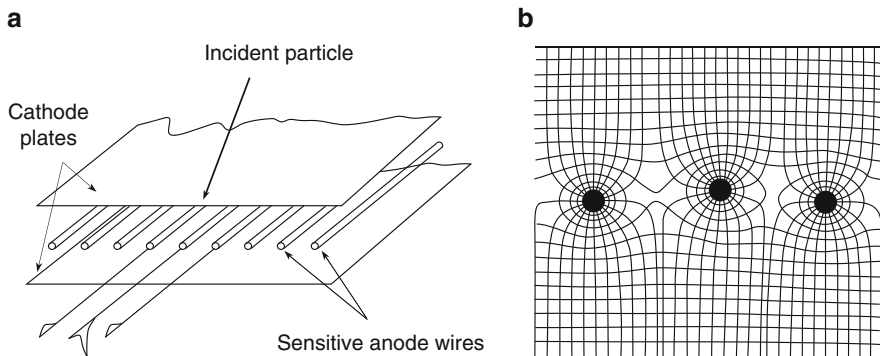 a
b
Incident particle
Cathode
plates
Sensitive anode wires